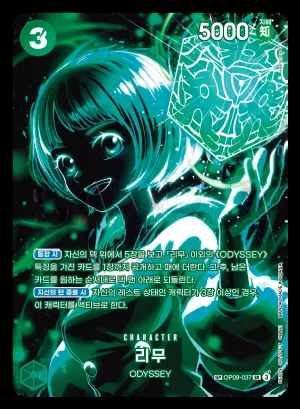 3
5000
지혜
知
등장 시 자신의 덱 위에서 5장을 보고, 「리무」 이외의 《ODYSSEY》
특징을 가진 카드를 1장까지 공개하고 패에 더한다. 그 후, 남은
카드를 원하는 순서대로 덱 맨 아래로 되돌린다.
자신의 턴 종료 시 자신의 레스트 상태인 캐릭터가 3장 이상인 경우,
이 캐릭터를 액티브로 한다.
CHARACTER
리무
ODYSSEY
SP OP09-037 3